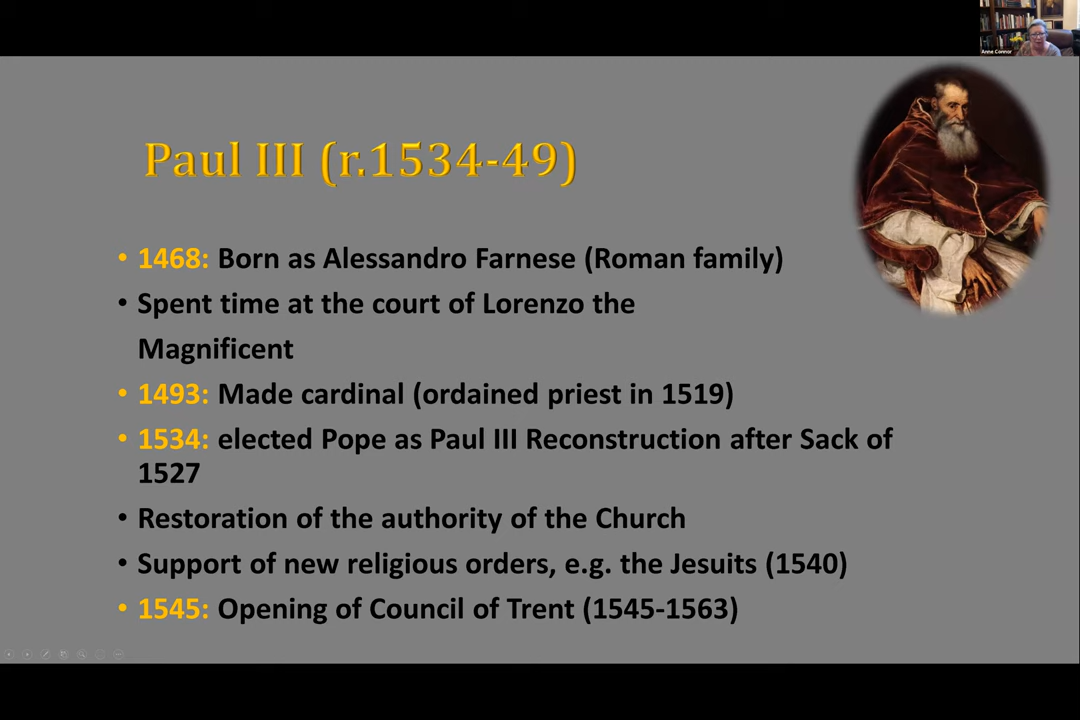 Anne Connor
Paul III (r.1534-49)
• 1468: Born as Alessandro Farnese (Roman family)
• Spent time at the court of Lorenzo the
Magnificent
• 1493: Made cardinal (ordained priest in 1519)
• 1534: elected Pope as Paul III Reconstruction after Sack of
1527
• Restoration of the authority of the Church
• Support of new religious orders, e.g. the Jesuits (1540)
• 1545: Opening of Council of Trent (1545-1563)